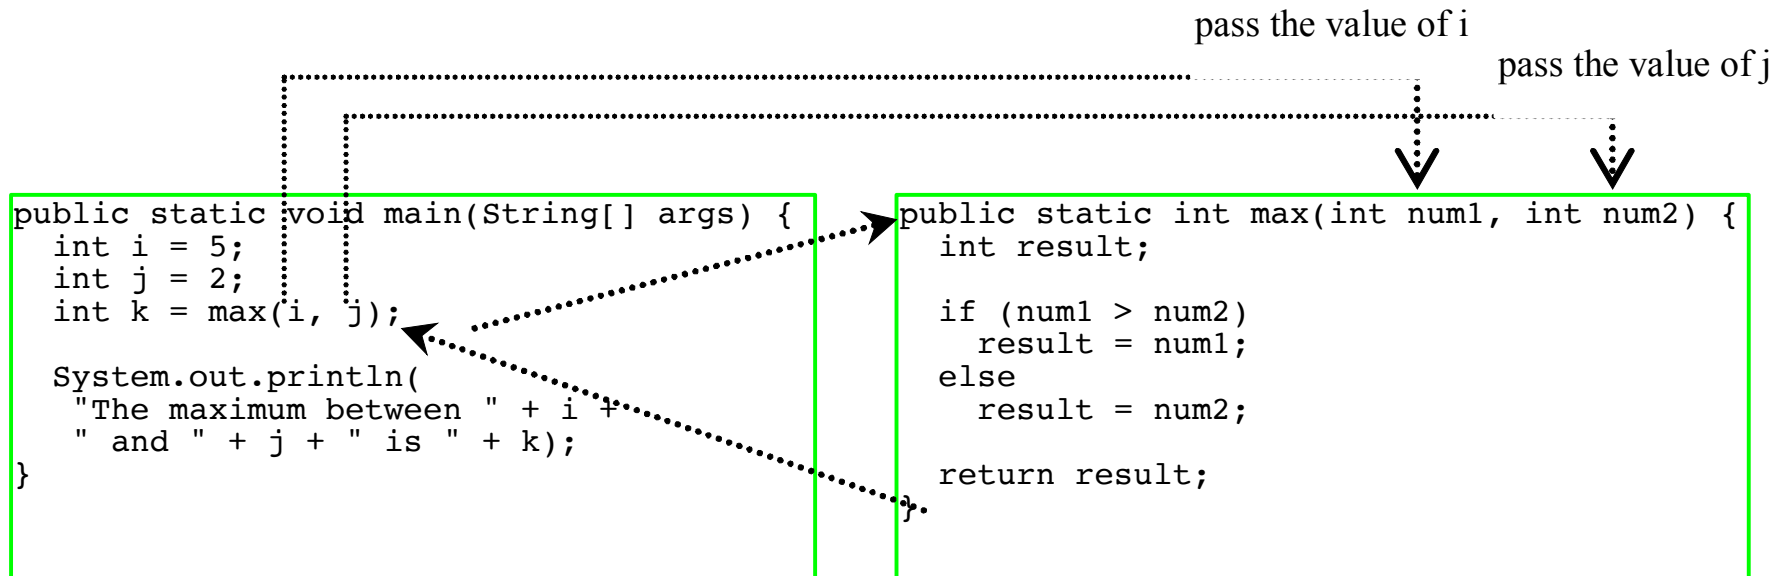 pass the value of i
pass the value of j
public static void main(String[] args) {
  int i = 5;
  int j = 2;
  int k = max(i, j);

  System.out.println(
   "The maximum between " + i +
   " and " + j + " is " + k);
}
public static int max(int num1, int num2) {
  int result;

  if (num1 > num2)
    result = num1;
  else
    result = num2;

  return result;
}